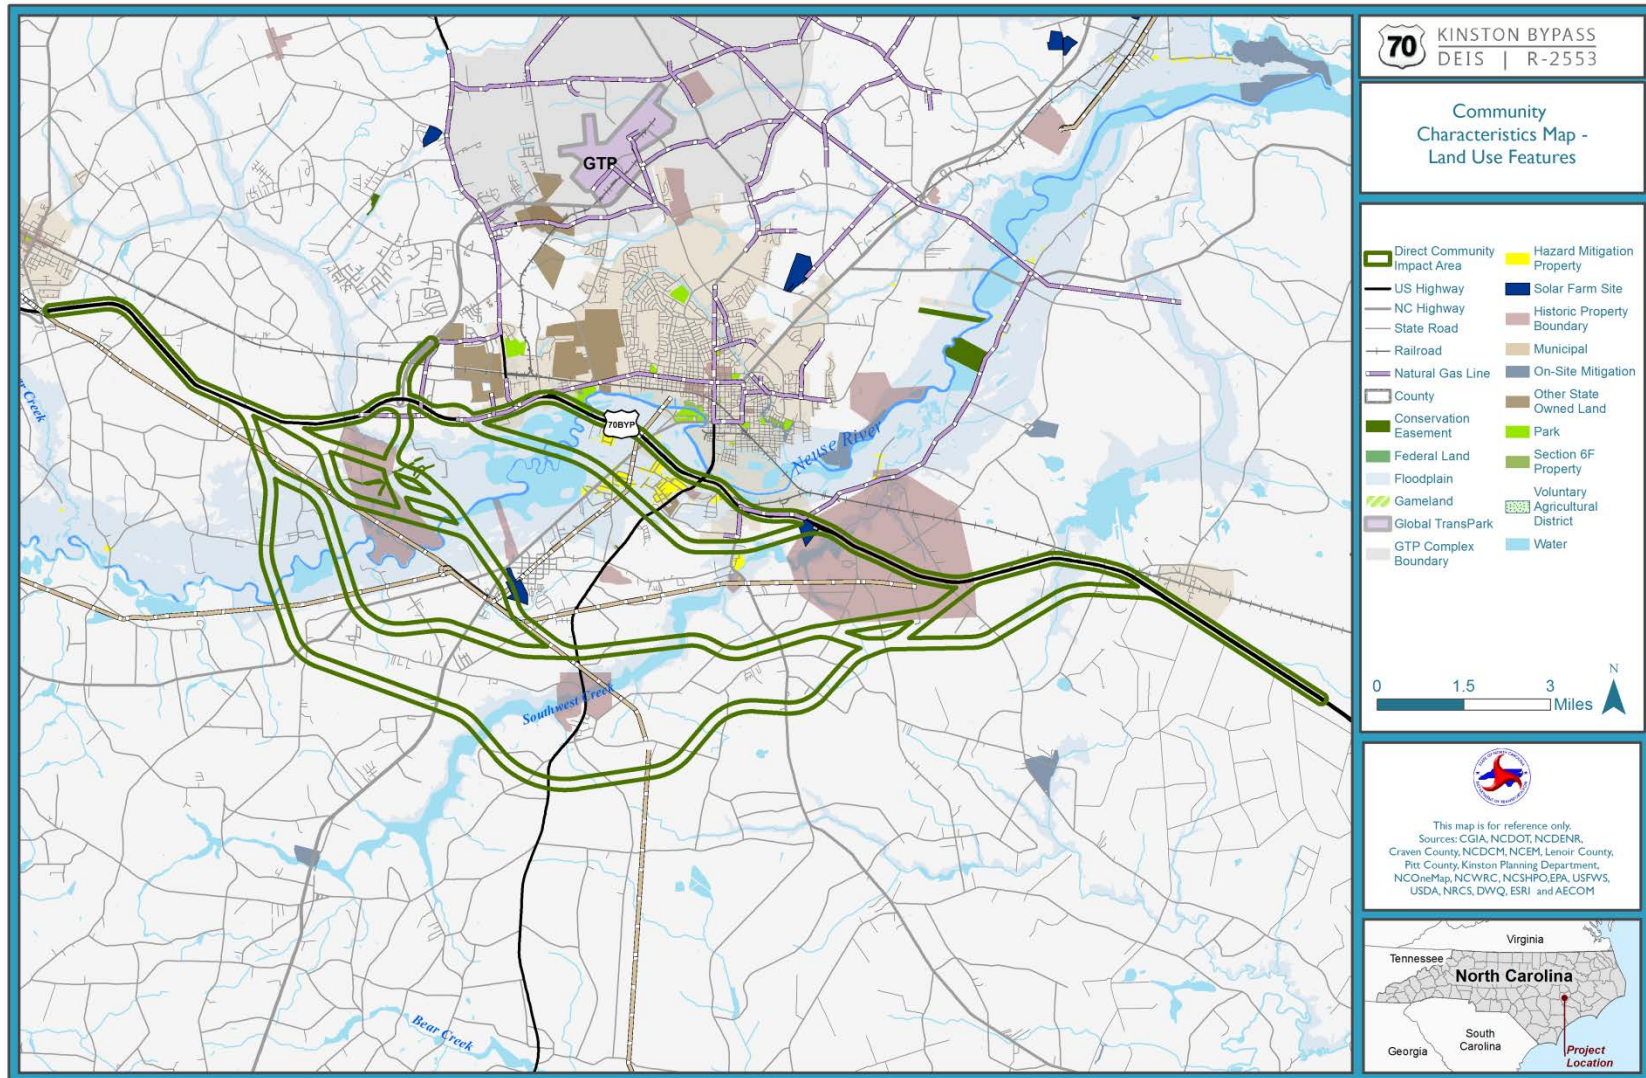 70
KINSTON BYPASS
DEIS | R-2553
Community
Characteristics Map -
Land Use Features
Direct Community
Impact Area
US Highway
NC Highway
State Road
Railroad
Natural Gas Line
County
Conservation
Easement
Federal Land
Floodplain
Gameland
Global TransPark
GTP Complex
Boundary
Hazard Mitigation
Property
Solar Farm Site
Historic Property
Boundary
Municipal
On-Site Mitigation
Other State
Owned Land
Park
Section 6F
Property
Voluntary
Agricultural
District
Water
N
0 1.5 3
Miles
This map is for reference only.
Sources: CGIA, NCDOT, NCDENR,
Craven County, NCDCM, NCEM, Lenoir County,
Pitt County, Kinston Planning Department,
NCOneMap, NCWRC, NCSHPO,EPA, USFWS,
USDA, NRCS, DWQ, ESRI and AECOM
Virginia
Tennessee
North Carolina
South
Carolina
Georgia
Project
Location
GTP
70BYP
Neuse River
Creek
Southwest Creek
Bear Creek